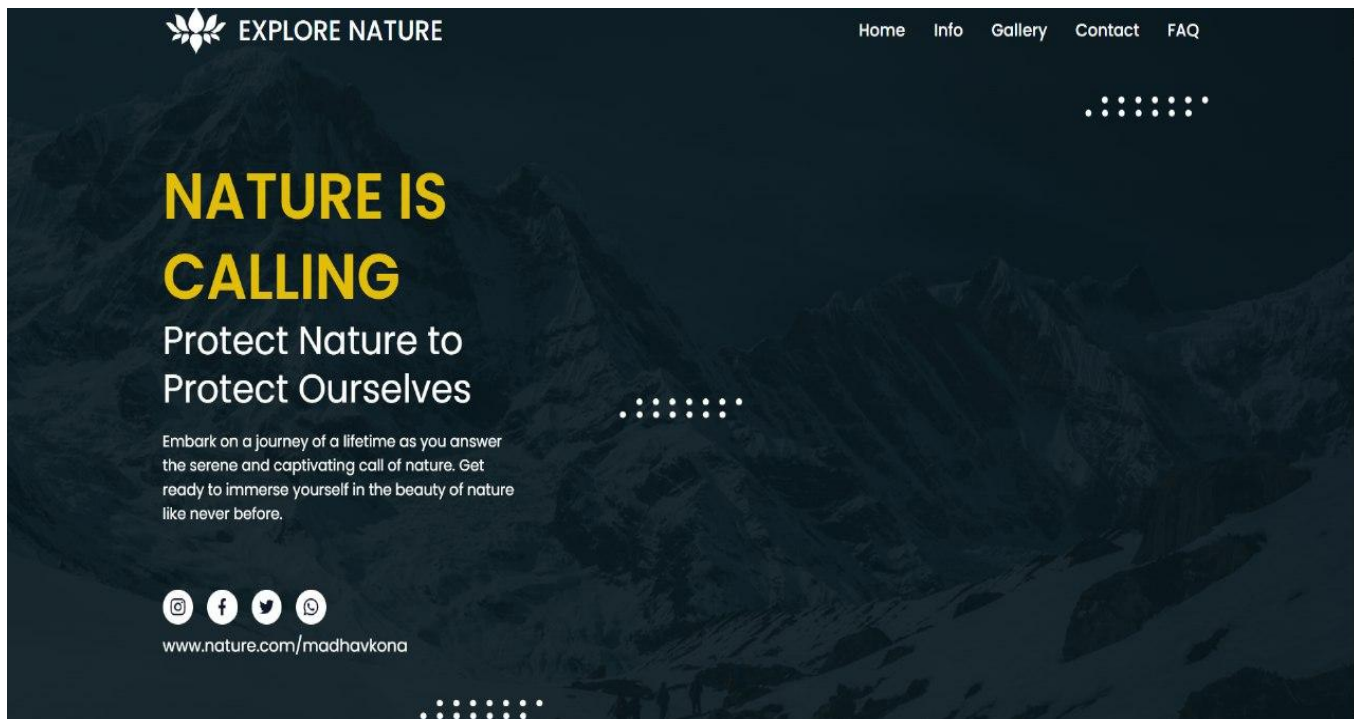 EXPLORE NATURE
Home Info Gallery Contact FAQ
NATURE IS
CALLING
Protect Nature to
Protect Ourselves
Embark on a journey of a lifetime as you answer
the serene and captivating call of nature. Get
ready to immerse yourself in the beauty of nature
like never before.
www.nature.com/madhavkona